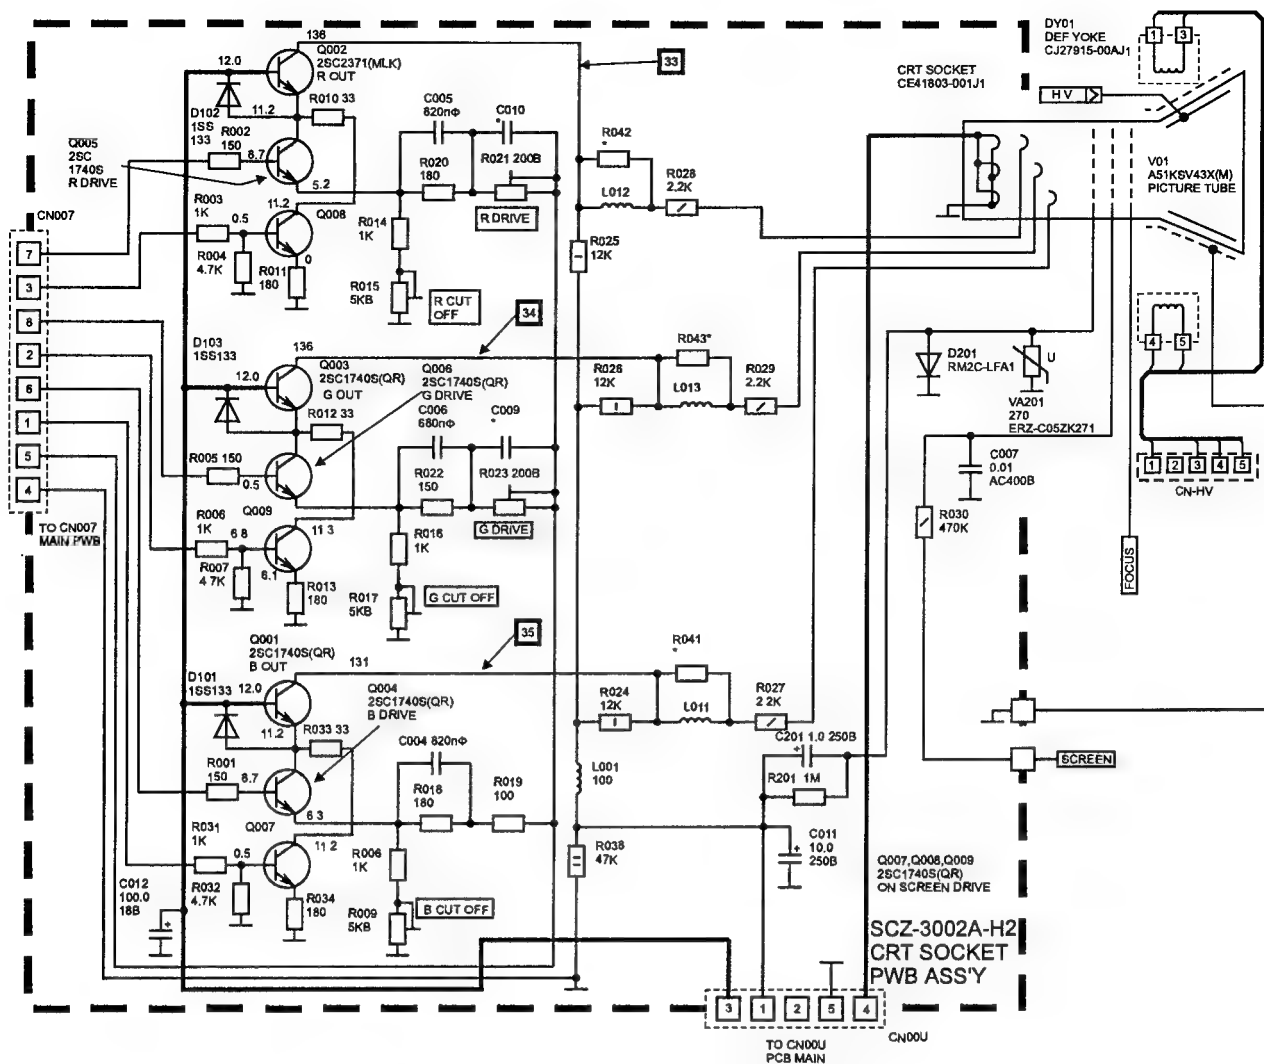 136
Q002
2SC2371(MLK)
R OUT
12.0
33
DY01
DEF YOKE
CJ27915-00AJ1
1
3
CRT SOCKET
CE41803-001J1
HV
V01
A51KSV43X(M)
PICTURE TUBE
D102
1SS
133
11.2
R010 33
R002
150
8.7
Q005
2SC
1740S
R DRIVE
C005
820пФ
C010
*
R020
180
R021 200B
R DRIVE
5.2
R042
*
L012
R028
2,2K
CN007
R003
1K
0.5
11.2
Q008
R004
4.7K
R011
180
0
R014
1K
R015
5KB
R CUT
OFF
R025
12K
7
3
8
2
6
1
5
4
TO CN007
MAIN PWB
34
D103
1SS133
136
12.0
Q003
2SC1740S(QR)
G OUT
Q006
2SC1740S(QR)
G DRIVE
R012 33
C006
680пФ
C009
*
R005 150
0.5
R022
150
R023 200B
G DRIVE
R026
12K
R043*
L013
R029
2.2K
D201
RM2C-LFA1
U
VA201
270
ERZ-C05ZK271
4
5
C007
0.01
AC400B
1
2
3
4
5
CN-HV
R030
470K
FOCUS
R006
1K
6 8
Q009
11 3
R007
4 7K
6.1
R013
180
R016
1K
R017
5KB
G CUT OFF
35
Q001
2SC1740S(QR)
B OUT
131
D101
1SS133
12.0
Q004
2SC1740S(QR)
B DRIVE
11.2
R033 33
C004 820пФ
R001
150
8.7
R018
180
R019
100
6 3
R041
*
R024
12K
L011
R027
2 2K
L001
100
C201 1.0 250B
R201 1M
SCREEN
R031
1K
0.5
Q007
11 2
R032
4.7K
R034
180
R006
1K
R009
5KB
B CUT OFF
C012
100.0
18B
R038
47K
C011
10.0
250B
Q007,Q008,Q009
2SC1740S(QR)
ON SCREEN DRIVE
SCZ-3002A-H2
CRT SOCKET
PWB ASS'Y
3
1
2
5
4
CN00U
TO CN00U
PCB MAIN